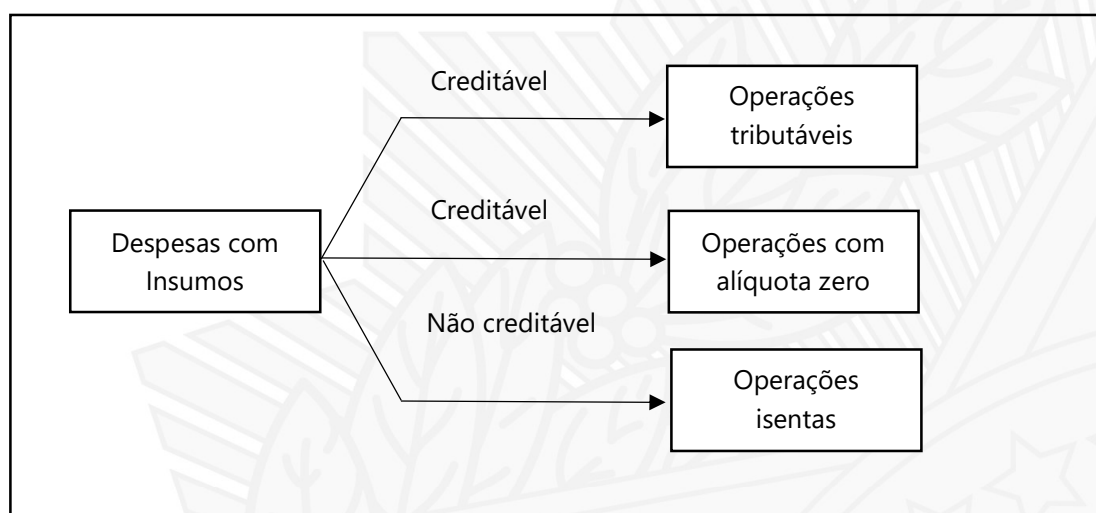 Creditável
Operações
tributáveis
Creditável
Despesas com
Insumos
Operações com
alíquota zero
Não creditável
Operações
isentas